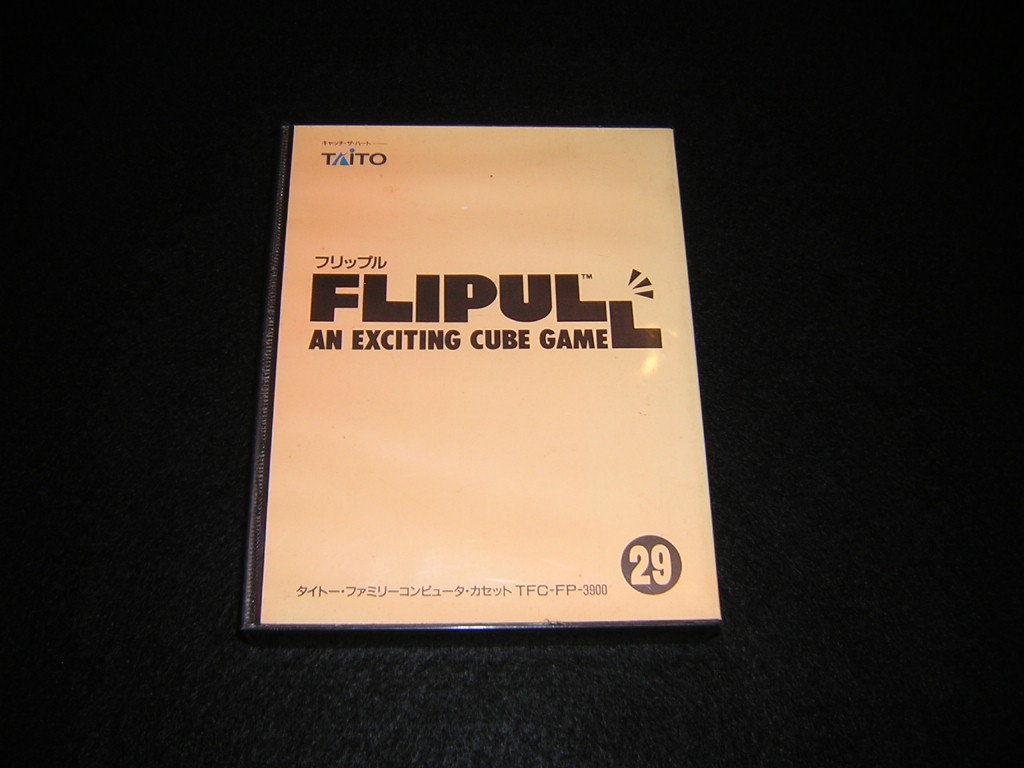 キャッチ・ザ・ハート
TAITO
フリップル
FLIPULL™
AN EXCITING CUBE GAME
29
タイトー・ファミリーコンピュータ・カセット TFC-FP-3900